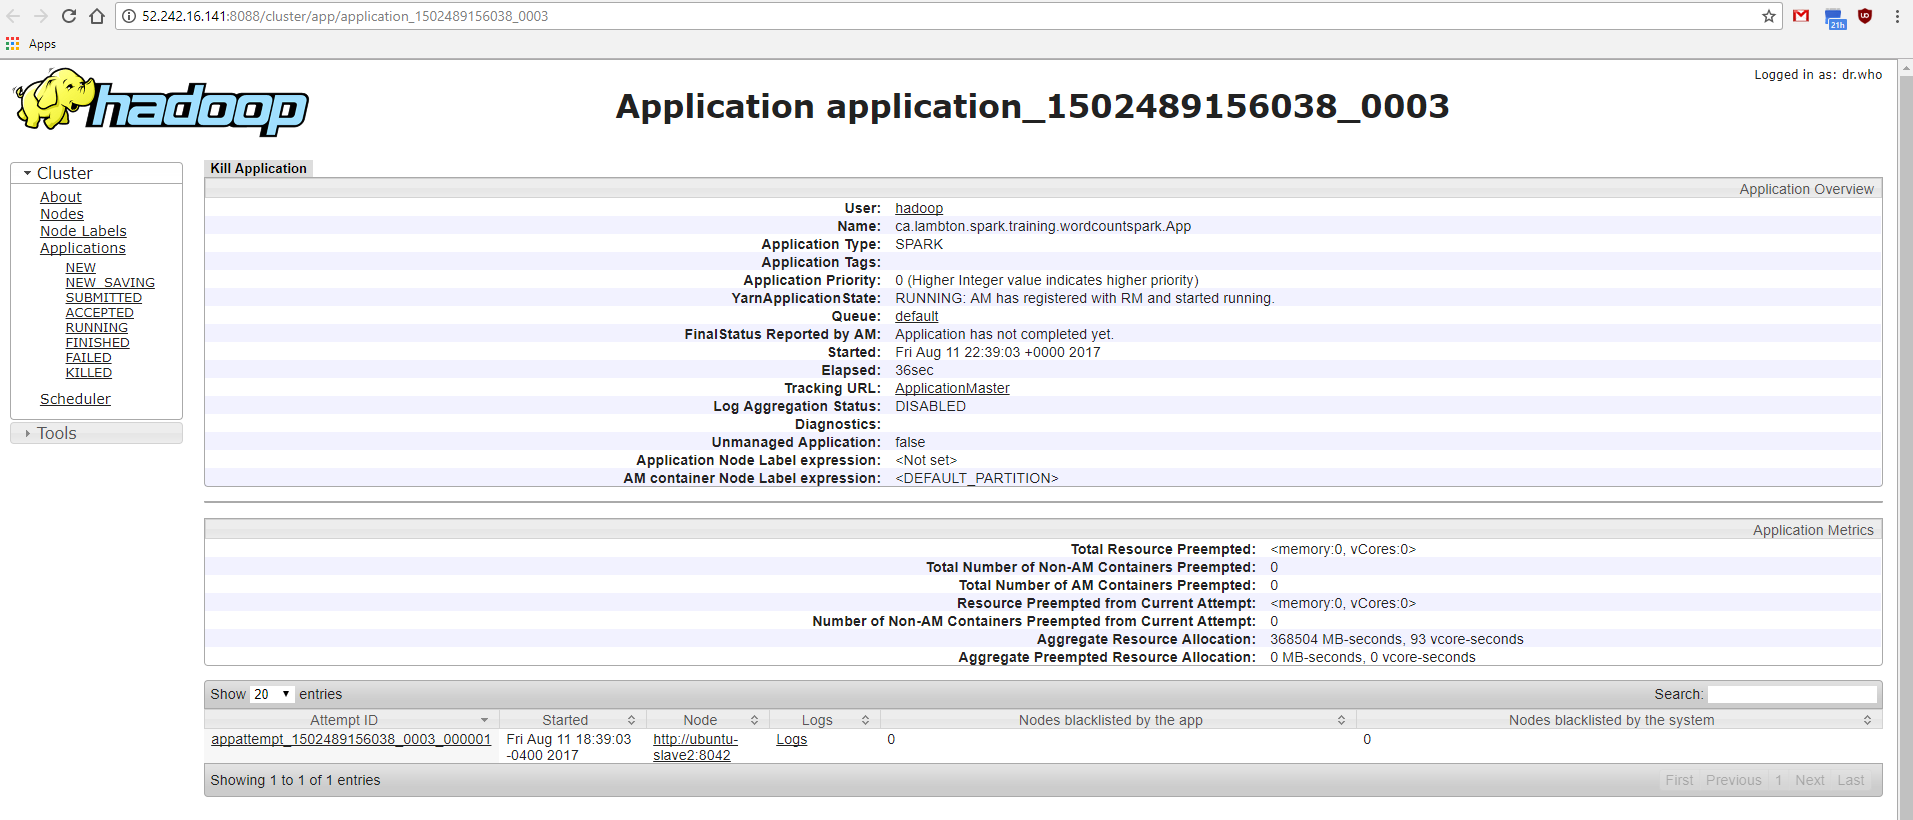 52.242.16.141:8088/cluster/app/application_1502489156038_0003
21h
Apps
Logged in as: dr.who
hadoop
Application application_1502489156038_0003
Cluster
About
Nodes
Node Labels
Applications
NEW
NEW_SAVING
SUBMITTED
ACCEPTED
RUNNING
FINISHED
FAILED
KILLED
Scheduler
Tools
Kill Application
Application Overview
User: hadoop
Name: ca.lambton.spark.training.wordcountspark.App
Application Type: SPARK
Application Tags:
Application Priority: 0 (Higher Integer value indicates higher priority)
YarnApplicationState: RUNNING: AM has registered with RM and started running.
Queue: default
FinalStatus Reported by AM: Application has not completed yet.
Started: Fri Aug 11 22:39:03 +0000 2017
Elapsed: 36sec
Tracking URL: ApplicationMaster
Log Aggregation Status: DISABLED
Diagnostics:
Unmanaged Application: false
Application Node Label expression: <Not set>
AM container Node Label expression: <DEFAULT_PARTITION>
Application Metrics
Total Resource Preempted: <memory:0, vCores:0>
Total Number of Non-AM Containers Preempted: 0
Total Number of AM Containers Preempted: 0
Resource Preempted from Current Attempt: <memory:0, vCores:0>
Number of Non-AM Containers Preempted from Current Attempt: 0
Aggregate Resource Allocation: 368504 MB-seconds, 93 vcore-seconds
Aggregate Preempted Resource Allocation: 0 MB-seconds, 0 vcore-seconds
Show 20 entries Search:
Attempt ID Started Node Logs Nodes blacklisted by the app Nodes blacklisted by the system
appattempt_1502489156038_0003_000001 Fri Aug 11 18:39:03 http://ubuntu- Logs 0 0
-0400 2017 slave2:8042
Showing 1 to 1 of 1 entries First Previous 1 Next Last